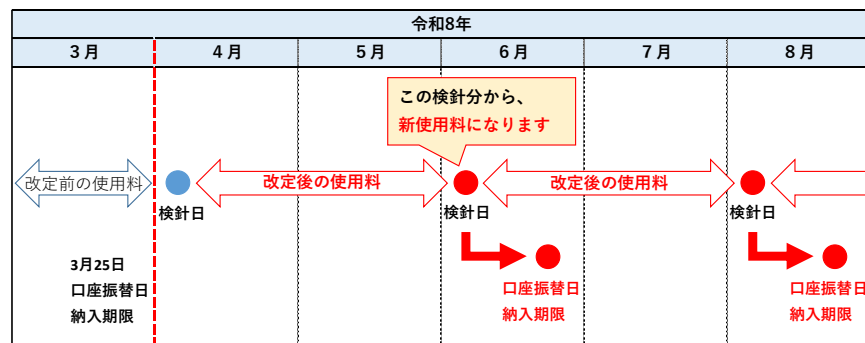 令和8年
3月
4月
5月
6月
7月
8月
この検針分から、
新使用料になります
改定前の使用料
改定後の使用料
改定後の使用料
検針日
検針日
検針日
3月25日
口座振替日
納入期限
口座振替日
納入期限
口座振替日
納入期限